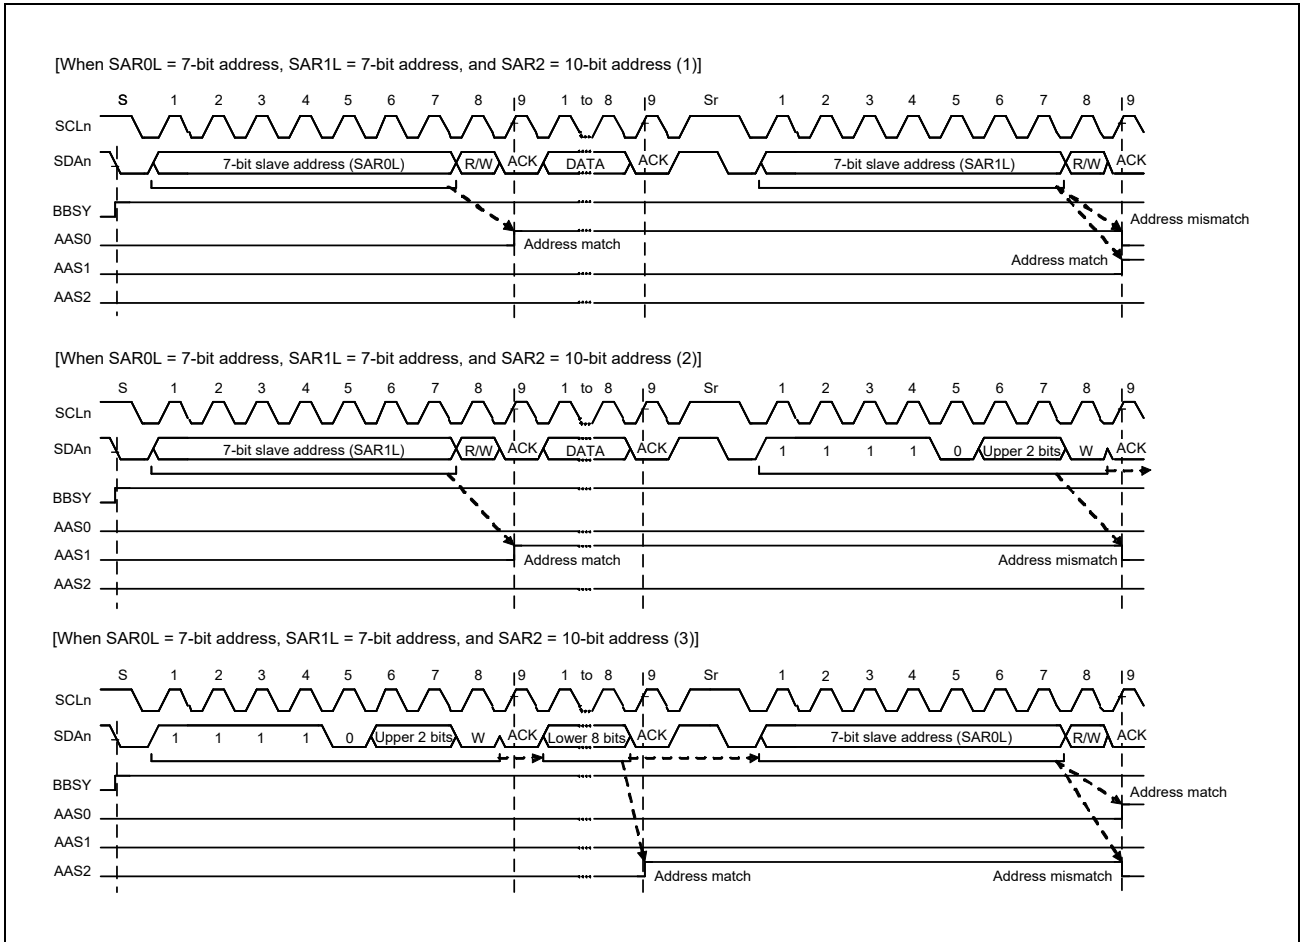 [When SAR0L = 7-bit address, SAR1L = 7-bit address, and SAR2 = 10-bit address (1)]
S 1 2 3 4 5 6 7 8 9 1 to 8 9 Sr 1 2 3 4 5 6 7 8 9
SCLn
SDAn 7-bit slave address (SAR0L) R/W ACK DATA ACK 7-bit slave address (SAR1L) R/W ACK
BBSY
Address mismatch
AAS0 Address match
AAS1 Address match
AAS2
[When SAR0L = 7-bit address, SAR1L = 7-bit address, and SAR2 = 10-bit address (2)]
S 1 2 3 4 5 6 7 8 9 1 to 8 9 Sr 1 2 3 4 5 6 7 8 9
SCLn
SDAn 7-bit slave address (SAR1L) R/W ACK DATA ACK 1 1 1 1 0 Upper 2 bits W ACK
BBSY
AAS0
AAS1 Address match Address mismatch
AAS2
[When SAR0L = 7-bit address, SAR1L = 7-bit address, and SAR2 = 10-bit address (3)]
S 1 2 3 4 5 6 7 8 9 1 to 8 9 Sr 1 2 3 4 5 6 7 8 9
SCLn
SDAn 1 1 1 1 0 Upper 2 bits W ACK Lower 8 bits ACK 7-bit slave address (SAR0L) R/W ACK
BBSY
Address match
AAS0
AAS1
AAS2 Address match Address mismatch